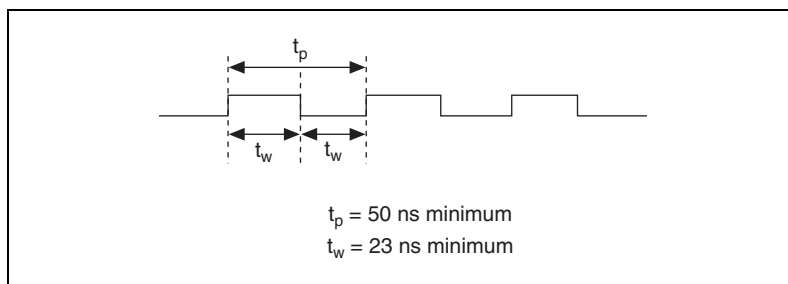 tp
tw tw
tp = 50 ns minimum
tw = 23 ns minimum